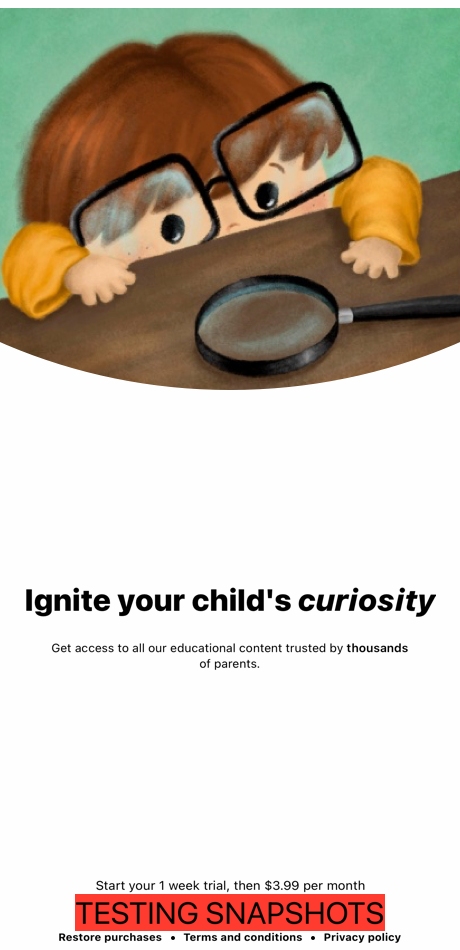 Ignite your child's curiosity
Get access to all our educational content trusted by thousands
of parents.
Start your 1 week trial, then $3.99 per month
TESTING SNAPSHOTS
Restore purchases • Terms and conditions • Privacy policy